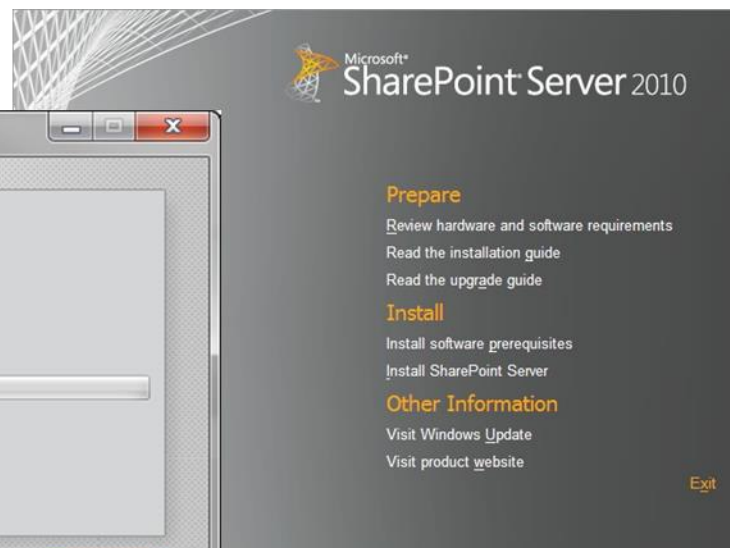 Microsoft®
SharePoint® Server 2010
Prepare
Review hardware and software requirements
Read the installation guide
Read the upgrade guide
Install
Install software prerequisites
Install SharePoint Server
Other Information
Visit Windows Update
Visit product website
Exit